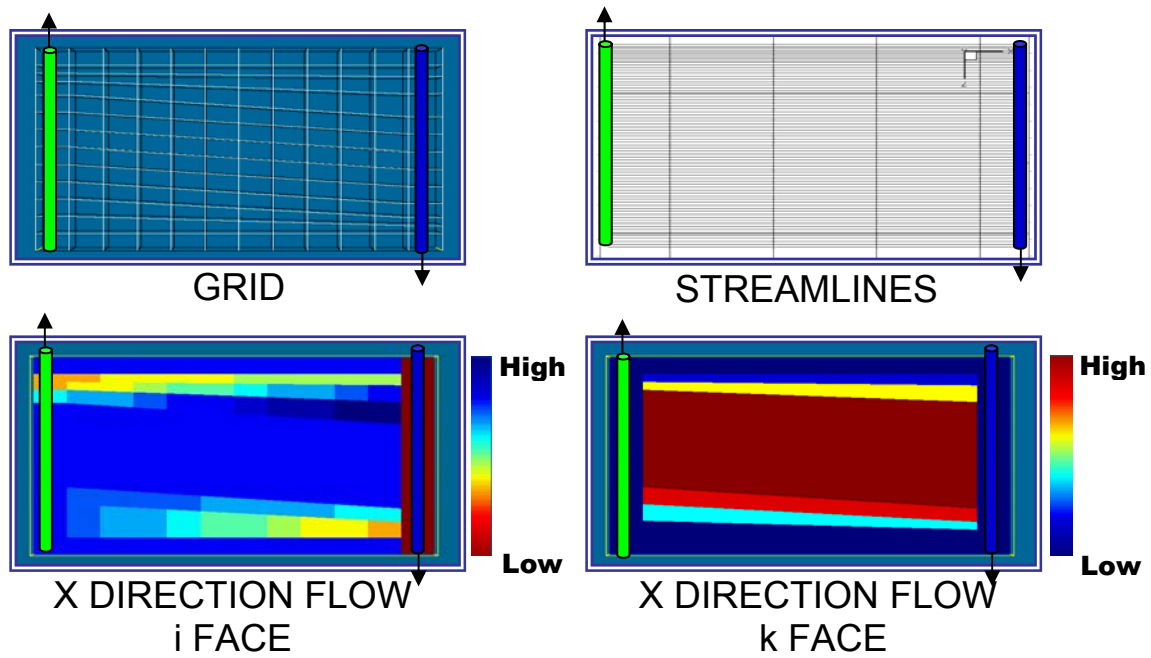 GRID
STREAMLINES
High
Low
X DIRECTION FLOW
i FACE
High
Low
X DIRECTION FLOW
k FACE